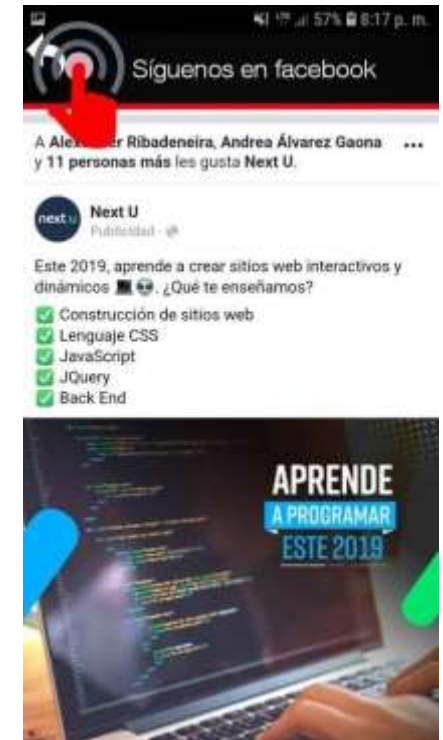 57% 8:17 p. m.
Síguenos en facebook
A Alexander Ribadeneira, Andrea Álvarez Gaona
y 11 personas más les gusta Next U.
next u
Next U
Publicidad
Este 2019, aprende a crear sitios web interactivos y
dinámicos 💻💀. ¿Qué te enseñamos?
✅ Construcción de sitios web
✅ Lenguaje CSS
✅ JavaScript
✅ JQuery
✅ Back End
APRENDE
A PROGRAMAR
ESTE 2019